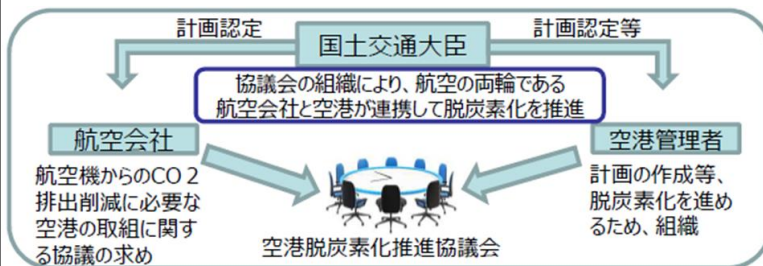 計画認定
国土交通大臣
計画認定等
協議会の組織により、航空の両輪である
航空会社と空港が連携して脱炭素化を推進
航空会社
空港管理者
航空機からのCO2
排出削減に必要な
空港の取組に関す
る協議の求め
計画の作成等、
脱炭素化を進め
るため、組織
空港脱炭素化推進協議会